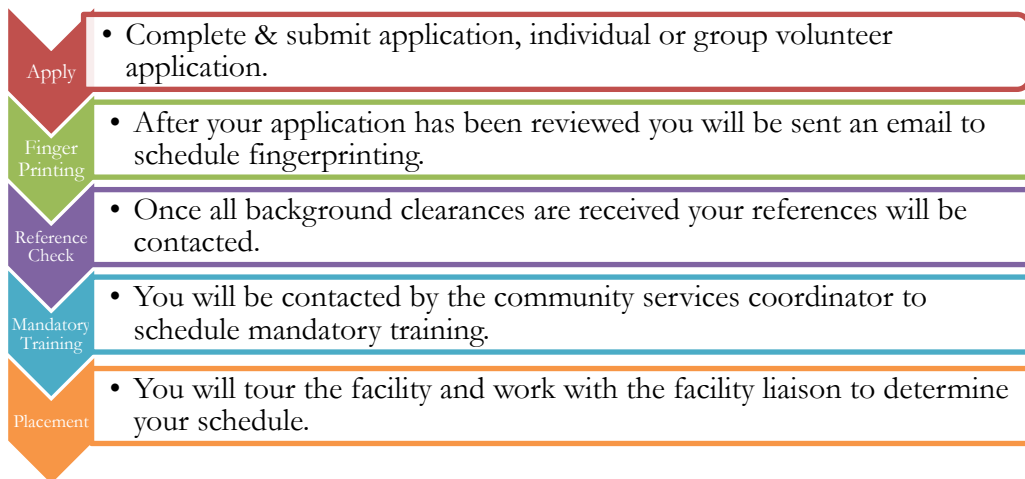 Apply
• Complete & submit application, individual or group volunteer
application.
Finger
Printing
• After your application has been reviewed you will be sent an email to
schedule fingerprinting.
Reference
Check
• Once all background clearances are received your references will be
contacted.
Mandatory
Training
• You will be contacted by the community services coordinator to
schedule mandatory training.
Placement
• You will tour the facility and work with the facility liaison to determine
your schedule.